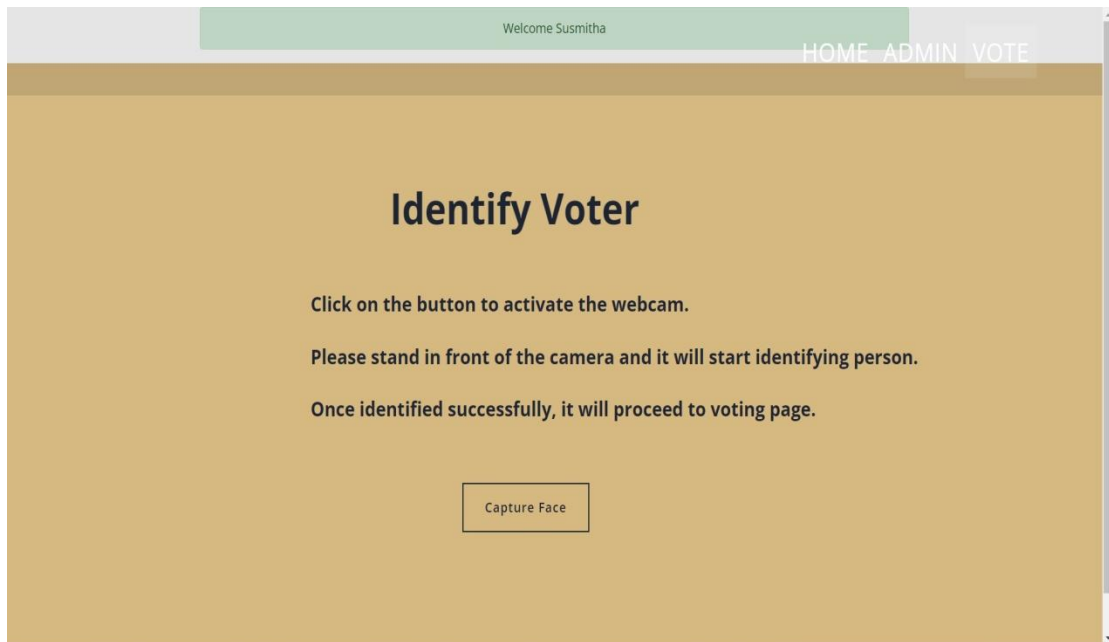 Welcome Susmitha
HOME ADMIN VOTE
Identify Voter
Click on the button to activate the webcam.
Please stand in front of the camera and it will start identifying person.
Once identified successfully, it will proceed to voting page.
Capture Face